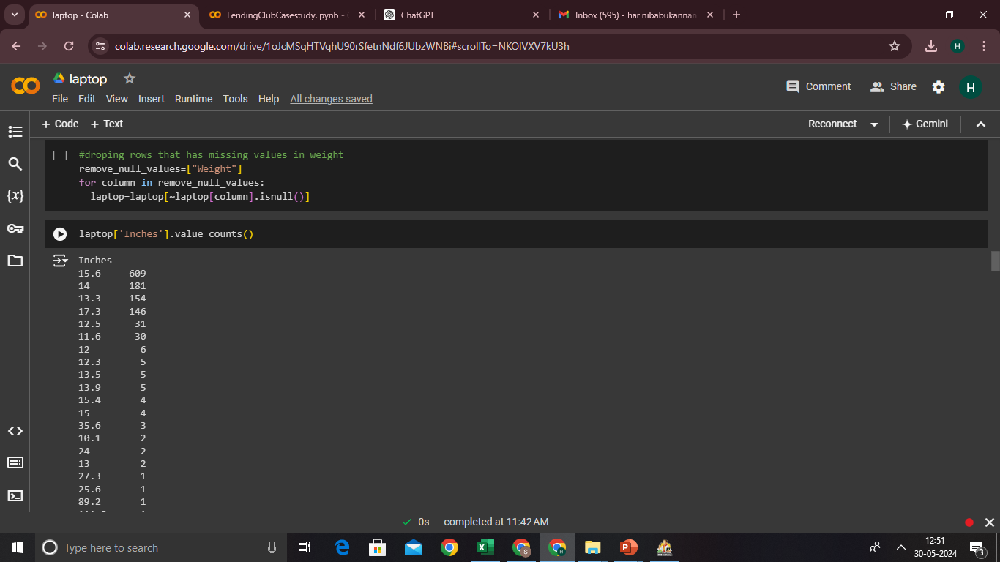 laptop - Colab
LendingClubCasestudy.ipynb -
ChatGPT
Inbox (595) - harinibabukannan
colab.research.google.com/drive/1oJcMSqHTVqhU90rSfetnNdf6JUbzWNBi#scrollTo=NKOlVXV7kU3h
H
laptop
File Edit View Insert Runtime Tools Help All changes saved
Comment Share H
+ Code + Text
Reconnect Gemini
[ ] #droping rows that has missing values in weight
remove_null_values=["Weight"]
for column in remove_null_values:
laptop=laptop[~laptop[column].isnull()]
{x}
laptop['Inches'].value_counts()
Inches
15.6 609
14 181
13.3 154
17.3 146
12.5 31
11.6 30
12 6
12.3 5
13.5 5
13.9 5
15.4 4
15 4
35.6 3
10.1 2
24 2
13 2
27.3 1
25.6 1
89.2 1
0s completed at 11:42 AM
Type here to search
12:51
30-05-2024
3